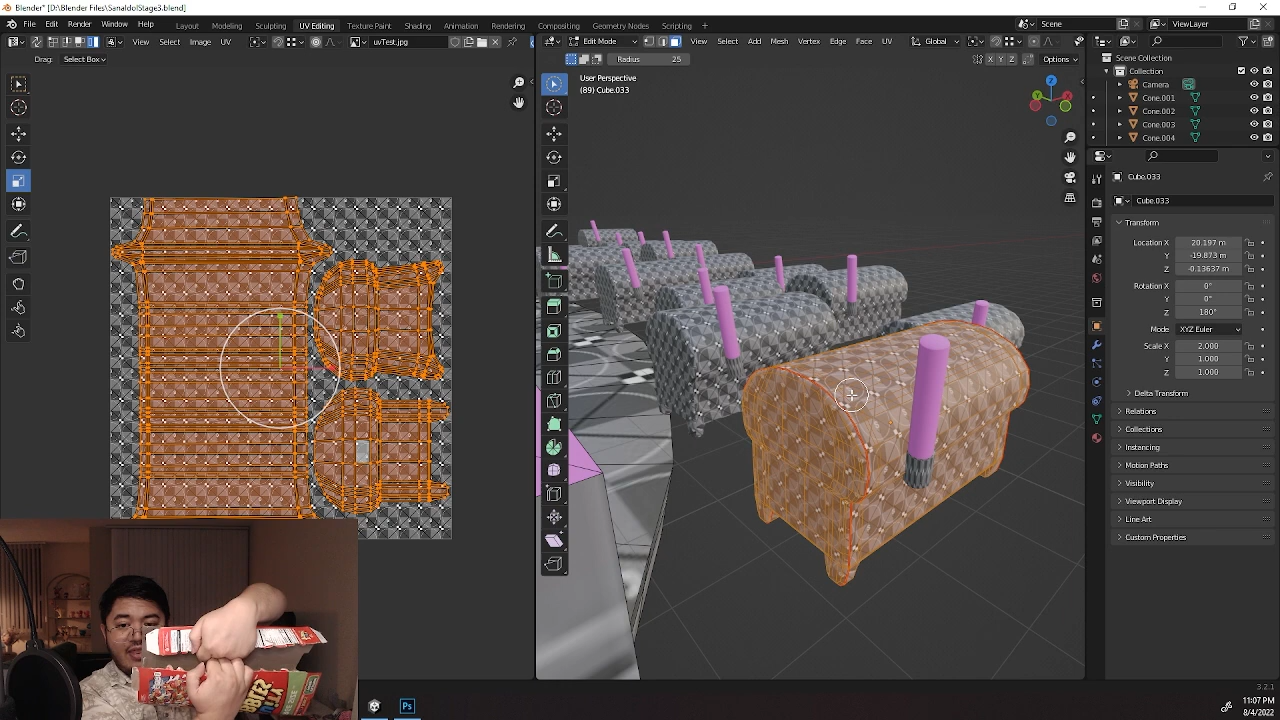 Blender* [D:\Blender Files\SanaldoiStage3.blend]
File Edit Render Window Help Layout Modeling Sculpting UV Editing Texture Paint Shading Animation Rendering Compositing Geometry Nodes Scripting + Scene ViewLayer
View Select Image UV uvTest.jpg Edit Mode View Select Add Mesh Vertex Edge Face UV Global
Drag: Select Box Radius 25 X Y Z Options
User Perspective
(89) Cube.033
Scene Collection
Collection
Camera
Cone.001
Cone.002
Cone.003
Cone.004
Cube.033
Cube.033
Transform
Location X 20.197 m
Y -19.873 m
Z -0.13637 m
Rotation X 0°
Y 0°
Z 180°
Mode XYZ Euler
Scale X 2.000
Y 1.000
Z 1.000
Delta Transform
Relations
Collections
Instancing
Motion Paths
Visibility
Viewport Display
Line Art
Custom Properties
3.2.1
Ps
11:07 PM
8/4/2022